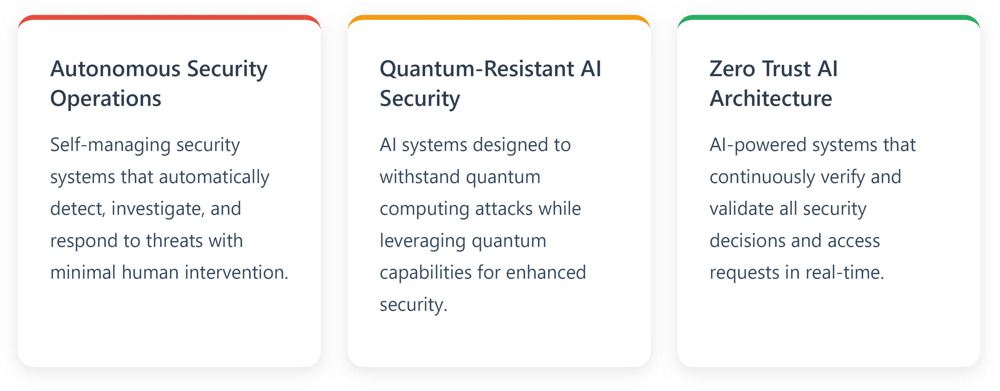 Autonomous Security
Operations
Self-managing security
systems that automatically
detect, investigate, and
respond to threats with
minimal human intervention.
Quantum-Resistant AI
Security
AI systems designed to
withstand quantum
computing attacks while
leveraging quantum
capabilities for enhanced
security.
Zero Trust AI
Architecture
AI-powered systems that
continuously verify and
validate all security
decisions and access
requests in real-time.